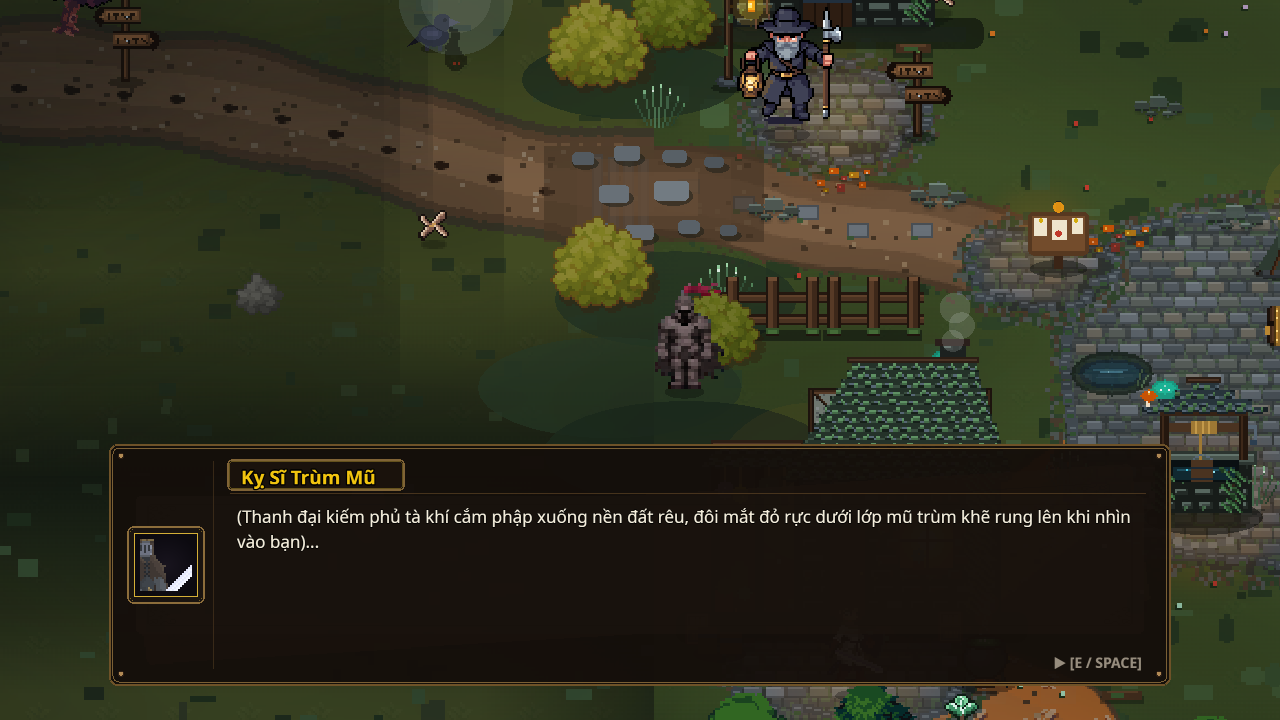 Kỵ Sĩ Trùm Mũ
(Thanh đại kiếm phủ tà khí cắm phập xuống nền đất rêu, đôi mắt đỏ rực dưới lớp mũ trùm khẽ rung lên khi nhìn
vào bạn)...
▶ [E / SPACE]